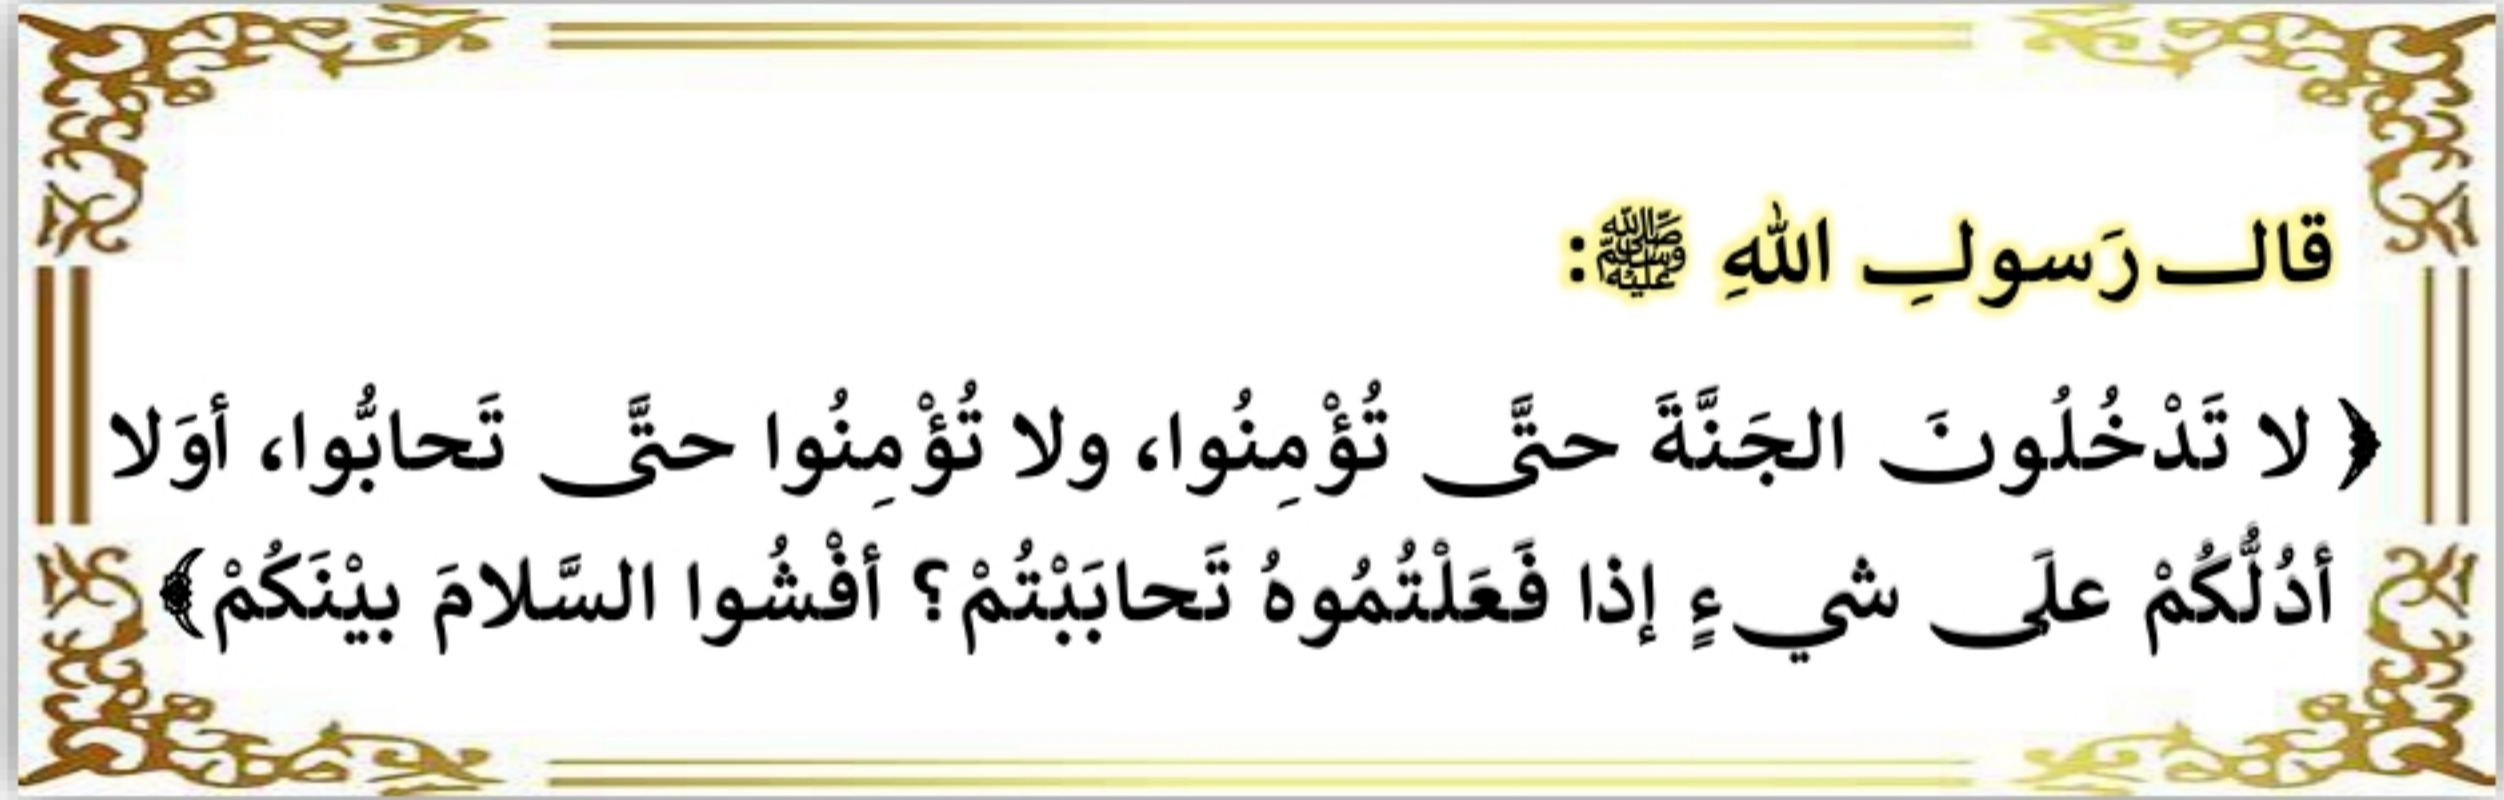 قال رَسولِ اللهِ ﷺ:
﴿ لا تَدْخُلُونَ الجَنَّةَ حتَّى تُؤْمِنُوا، ولا تُؤْمِنُوا حتَّى تَحابُّوا، أوَلا
أدُلُّكُمْ علَى شيءٍ إذا فَعَلْتُمُوهُ تَحابَبْتُمْ؟ أفْشُوا السَّلامَ بيْنَكُمْ﴾